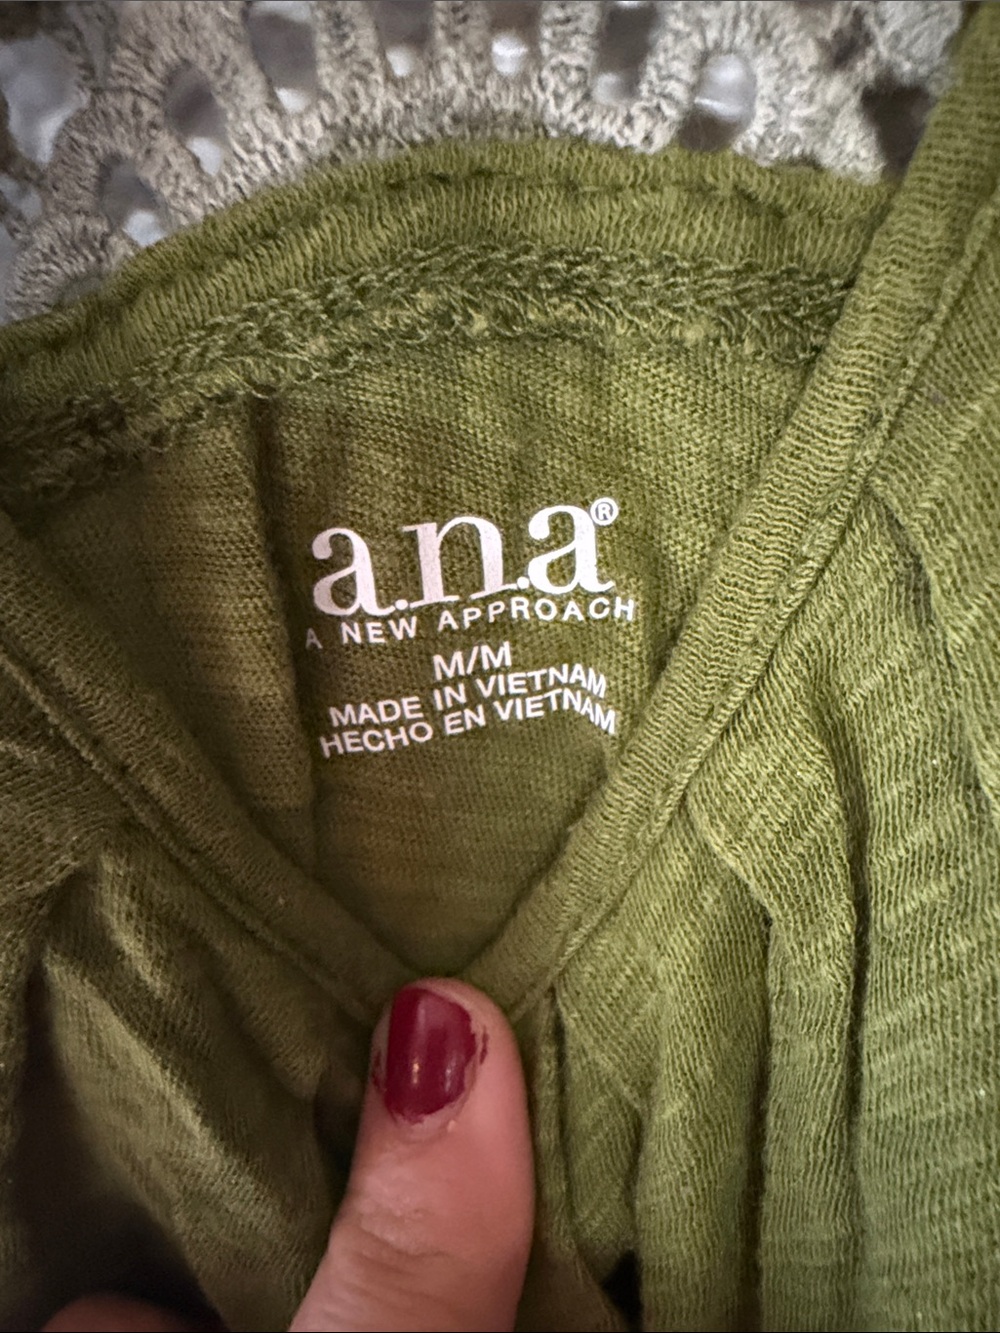 a.n.a®
A NEW APPROACH
M/M
MADE IN VIETNAM
HECHO EN VIETNAM